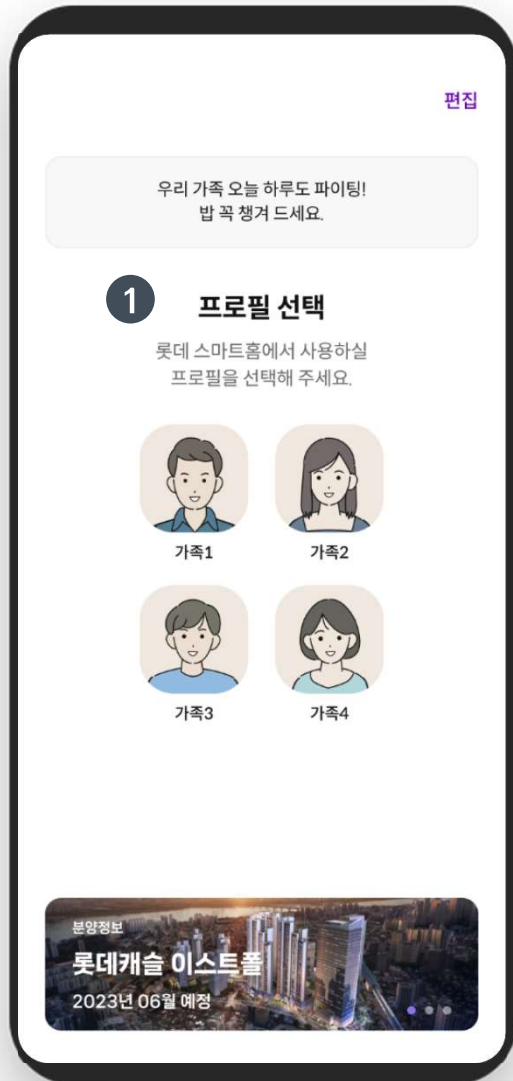 편집
우리 가족 오늘 하루도 파이팅!
밥 꼭 챙겨 드세요.
1
프로필 선택
롯데 스마트홈에서 사용하실
프로필을 선택해 주세요.
가족1
가족2
가족3
가족4
분양정보
롯데캐슬 이스트폴
2023년 06월 예정